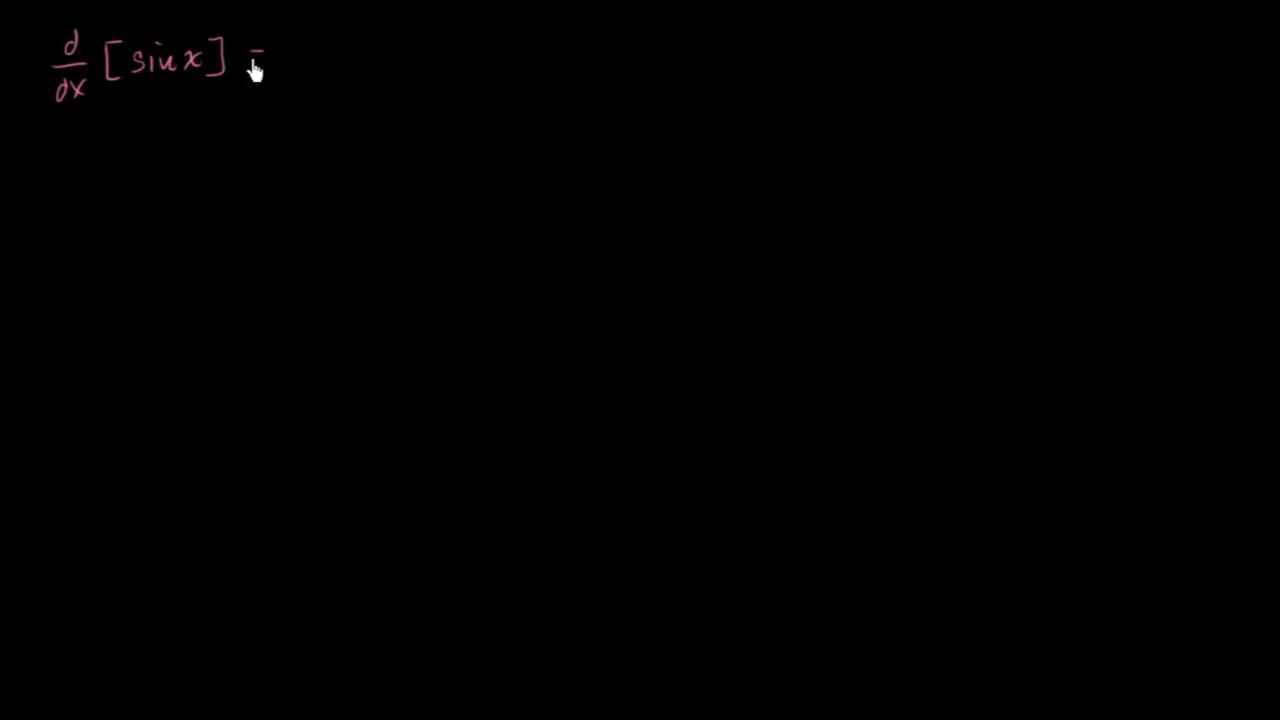 d/dx [sin x] =